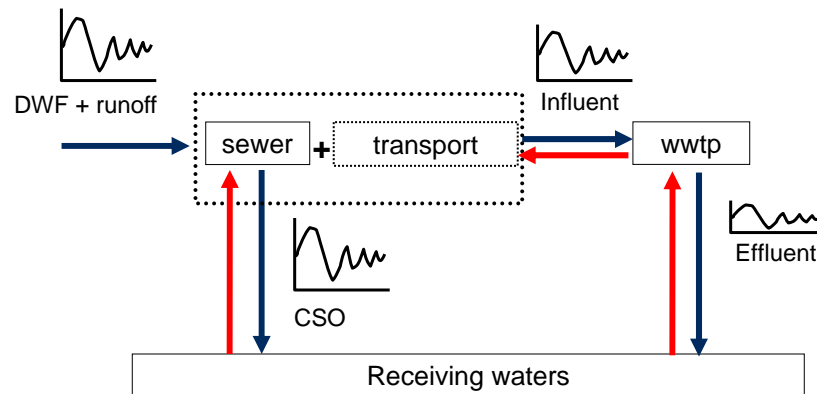 DWF + runoff
Influent
sewer + transport
wwtp
Effluent
CSO
Receiving waters